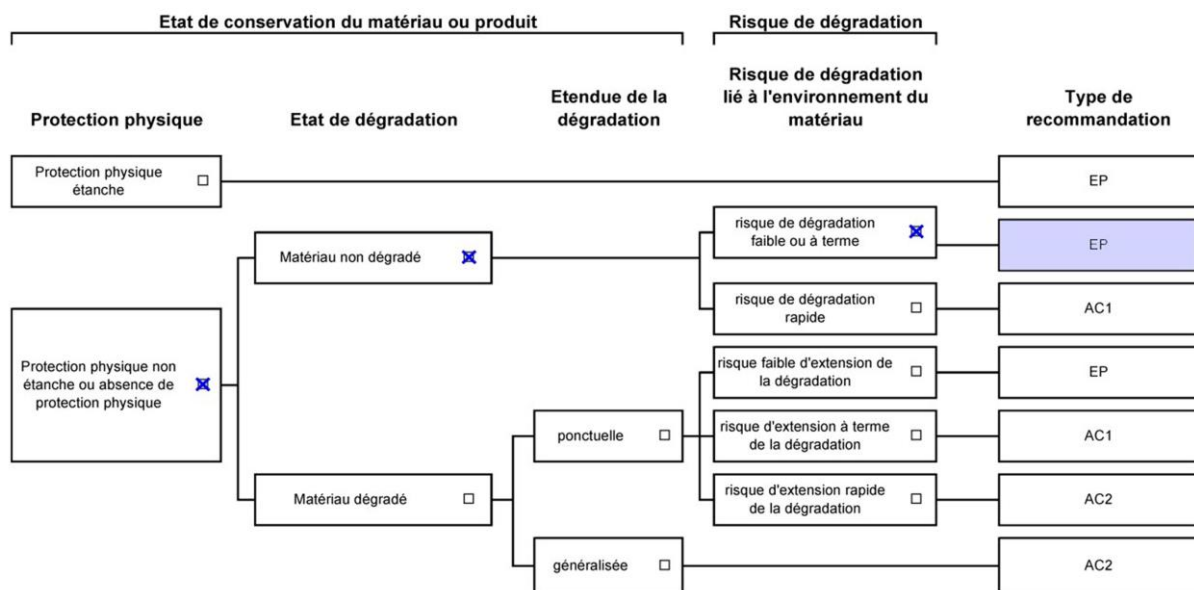 Etat de conservation du matériau ou produit
Risque de dégradation
Protection physique
Etat de dégradation
Etendue de la
dégradation
Risque de dégradation
lié à l'environnement du
matériau
Type de
recommandation
Protection physique
étanche
EP
risque de dégradation
faible ou à terme
EP
Matériau non dégradé
risque de dégradation
rapide
AC1
Protection physique non
étanche ou absence de
protection physique
risque faible d'extension de
la dégradation
EP
ponctuelle
risque d'extension à terme
de la dégradation
AC1
Matériau dégradé
risque d'extension rapide
de la dégradation
AC2
généralisée
AC2